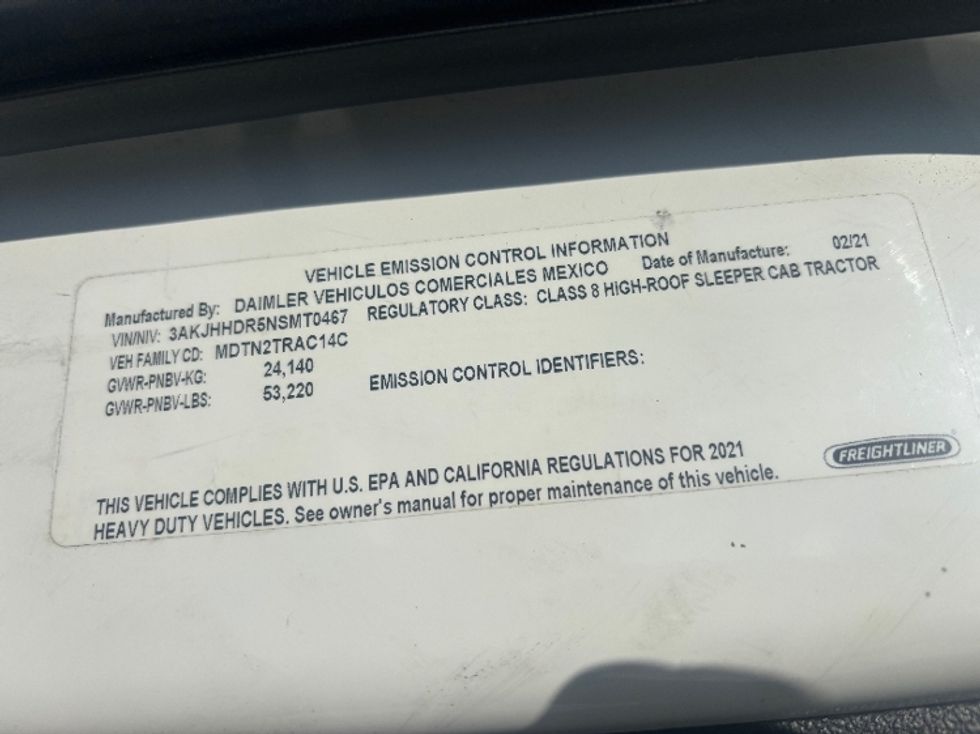 VEHICLE EMISSION CONTROL INFORMATION
Manufactured By: DAIMLER VEHICULOS COMERCIALES MEXICO Date of Manufacture: 02/21
VIN/NIV: 3AKJHHDR5NSMT0467 REGULATORY CLASS: CLASS 8 HIGH-ROOF SLEEPER CAB TRACTOR
VEH FAMILY CD: MDTN2TRAC14C
GVWR-PNBV-KG: 24,140
GVWR-PNBV-LBS: 53,220 EMISSION CONTROL IDENTIFIERS:
THIS VEHICLE COMPLIES WITH U.S. EPA AND CALIFORNIA REGULATIONS FOR 2021
HEAVY DUTY VEHICLES. See owner's manual for proper maintenance of this vehicle.
FREIGHTLINER